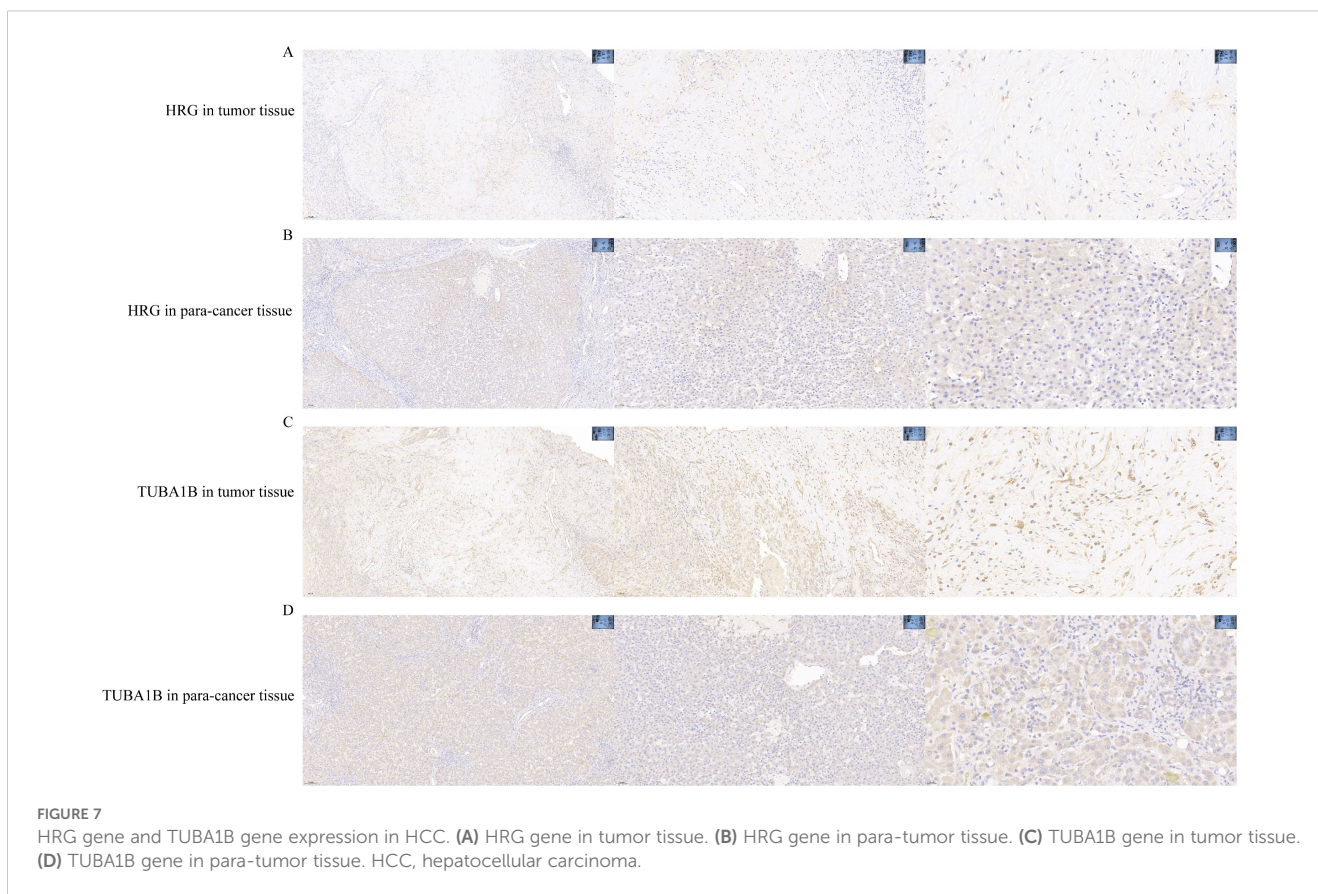 A
HRG in tumor tissue
B
HRG in para-cancer tissue
C
TUBA1B in tumor tissue
D
TUBA1B in para-cancer tissue
FIGURE 7
HRG gene and TUBA1B gene expression in HCC. (A) HRG gene in tumor tissue. (B) HRG gene in para-tumor tissue. (C) TUBA1B gene in tumor tissue.
(D) TUBA1B gene in para-tumor tissue. HCC, hepatocellular carcinoma.